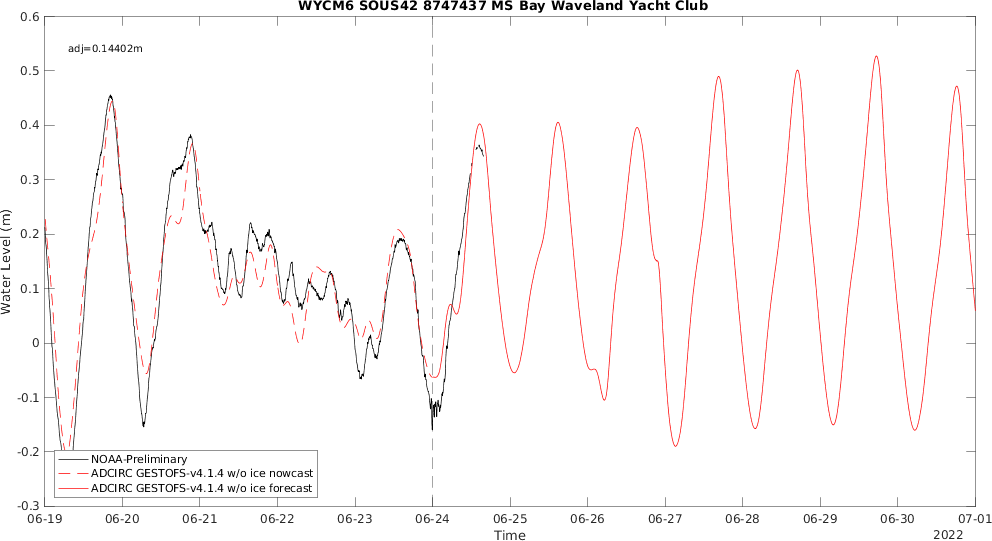 WYCM6 SOUS42 8747437 MS Bay Waveland Yacht Club
adj=0.14402m
0.6
0.5
0.4
0.3
0.2
0.1
0
-0.1
-0.2
-0.3
Water Level (m)
NOAA-Preliminary
ADCIRC GESTOFS-v4.1.4 w/o ice nowcast
ADCIRC GESTOFS-v4.1.4 w/o ice forecast
06-19 06-20 06-21 06-22 06-23 06-24 06-25 06-26 06-27 06-28 06-29 06-30 07-01
Time
2022